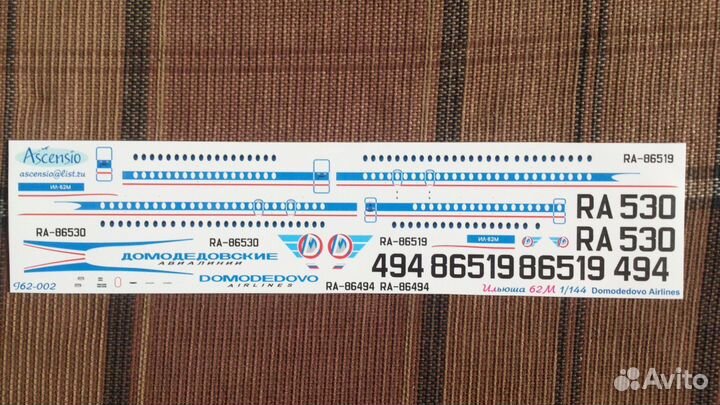 Ascensio
ascensio@list.ru
ИЛ-62М
RA-86519
RA 530
RA-86530
RA-86530
RA-86519
ИЛ-62М
RA 530
ДОМОДЕДОВСКИЕ
АВИАЛИНИИ
494 86519 86519 494
DOMODEDOVO
AIRLINES
RA-86494 RA-86494
I62-002
Ильюша 62М 1/144 Domodedovo Airlines
Avito